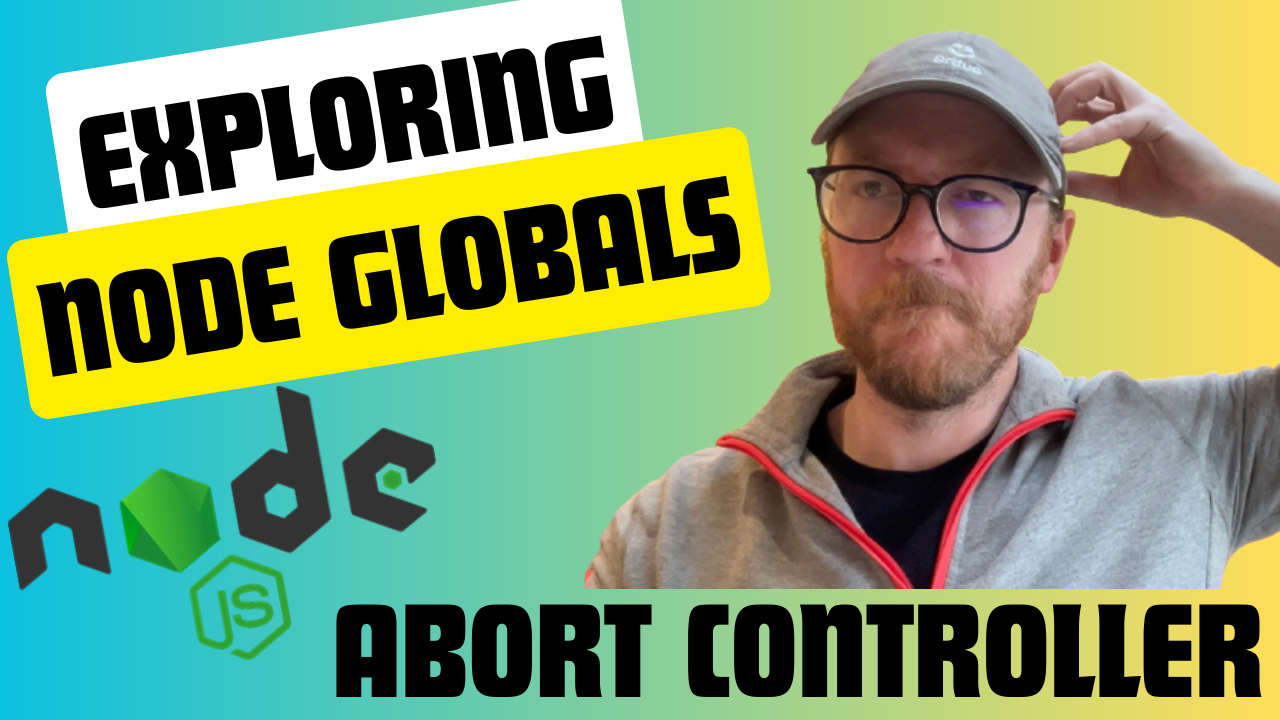 EXPLORING
NODE GLOBALS
node
JS
ABORT CONTROLLER